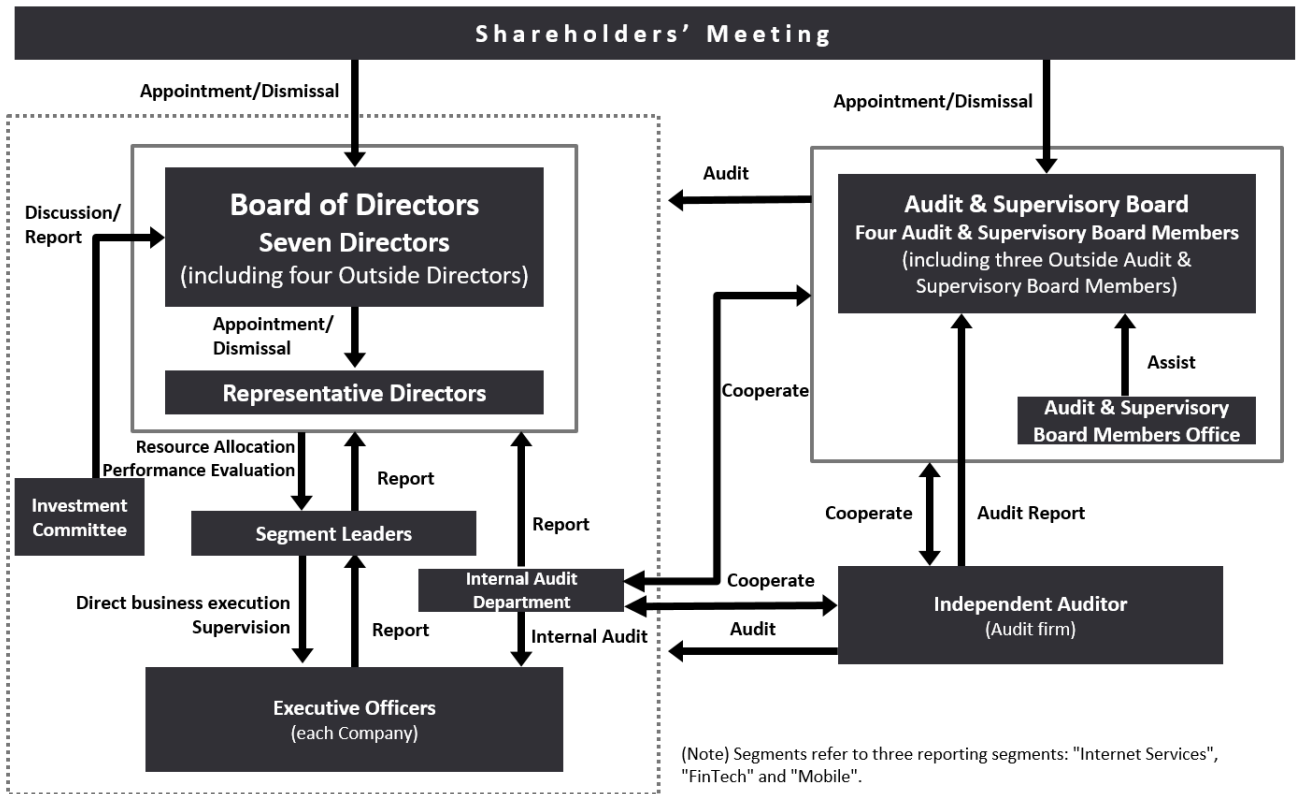 Shareholders' Meeting
Appointment/Dismissal
Appointment/Dismissal
Audit
Board of Directors
Seven Directors
(including four Outside Directors)
Audit & Supervisory Board
Four Audit & Supervisory Board Members
(including three Outside Audit &
Supervisory Board Members)
Discussion/
Report
Appointment/
Dismissal
Representative Directors
Cooperate
Assist
Audit & Supervisory
Board Members Office
Resource Allocation
Performance Evaluation
Report
Investment
Committee
Segment Leaders
Report
Cooperate
Audit Report
Internal Audit
Department
Cooperate
Direct business execution
Supervision
Report
Internal Audit
Audit
Independent Auditor
(Audit firm)
Executive Officers
(each Company)
(Note) Segments refer to three reporting segments: "Internet Services",
"FinTech" and "Mobile".